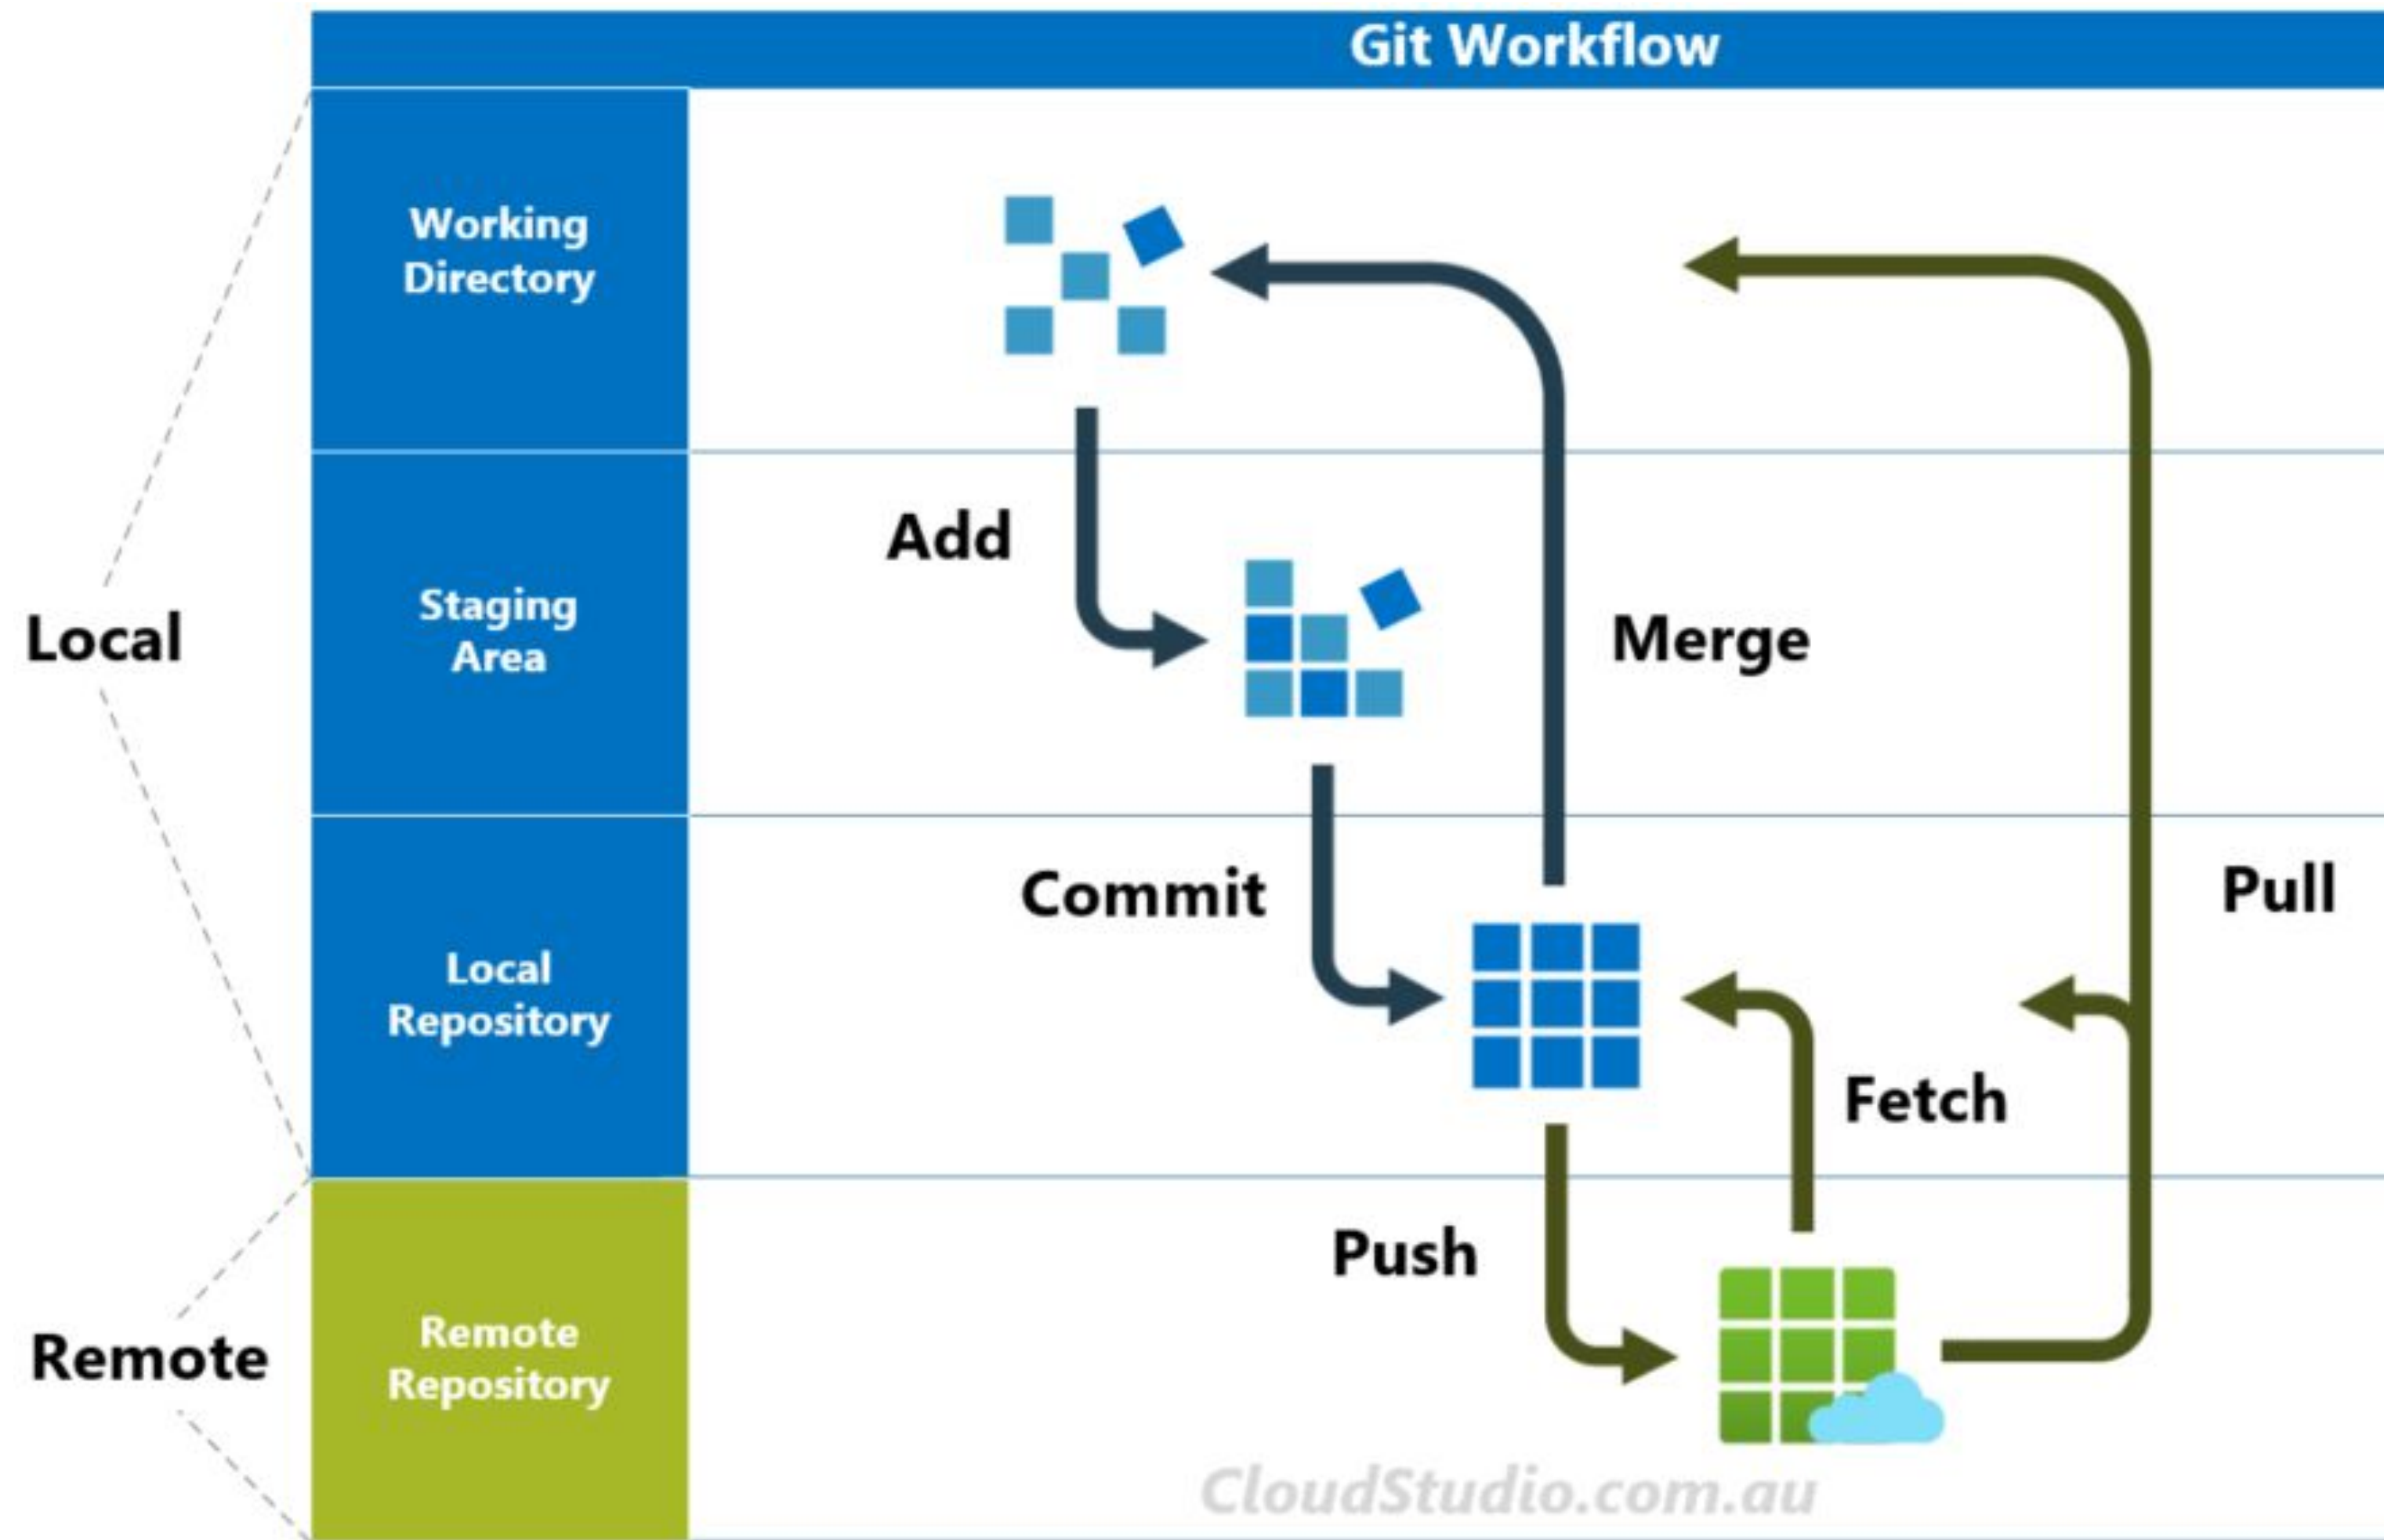 Git Workflow
Working
Directory
Add
Staging
Area
Local
Merge
Commit
Pull
Local
Repository
Fetch
Push
Remote
Remote
Repository
CloudStudio.com.au